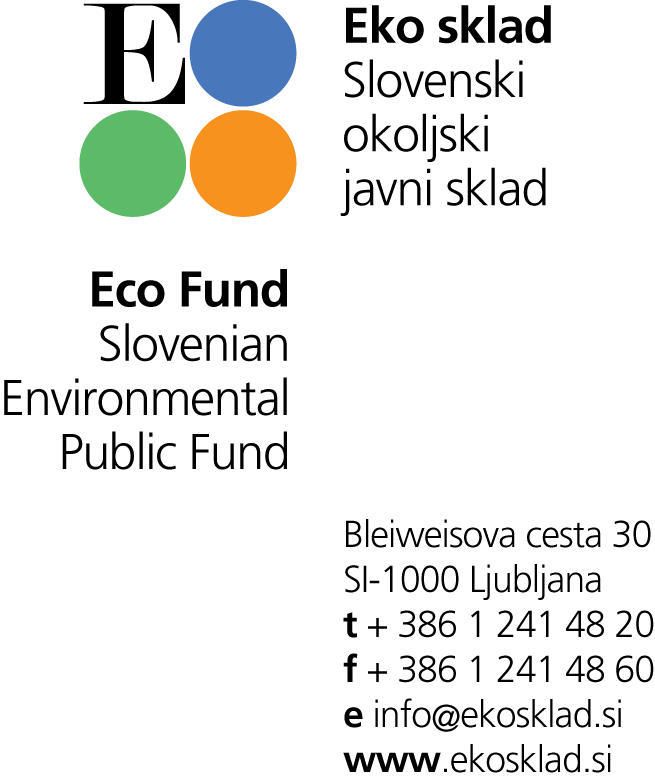 E
Eko sklad
Slovenski
okoljski
javni sklad
Eco Fund
Slovenian
Environmental
Public Fund
Bleiweisova cesta 30
SI-1000 Ljubljana
t + 386 1 241 48 20
f + 386 1 241 48 60
e info@ekosklad.si
www.ekosklad.si